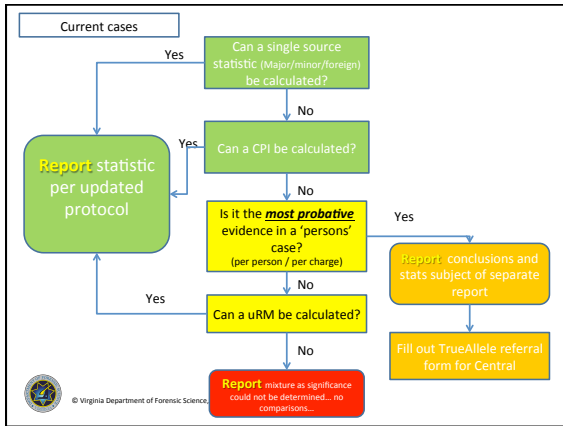 Current cases
Can a single source
statistic (Major/minor/foreign)
be calculated?
Yes
No
Can a CPI be calculated?
Yes
Report statistic
per updated
protocol
No
Is it the most probative
evidence in a 'persons'
case?
(per person / per charge)
Yes
Report conclusions and
stats subject of separate
report
Fill out TrueAllele referral
form for Central
No
Can a uRM be calculated?
Yes
No
Report mixture as significance
could not be determined... no
comparisons...
© Virginia Department of Forensic Science,